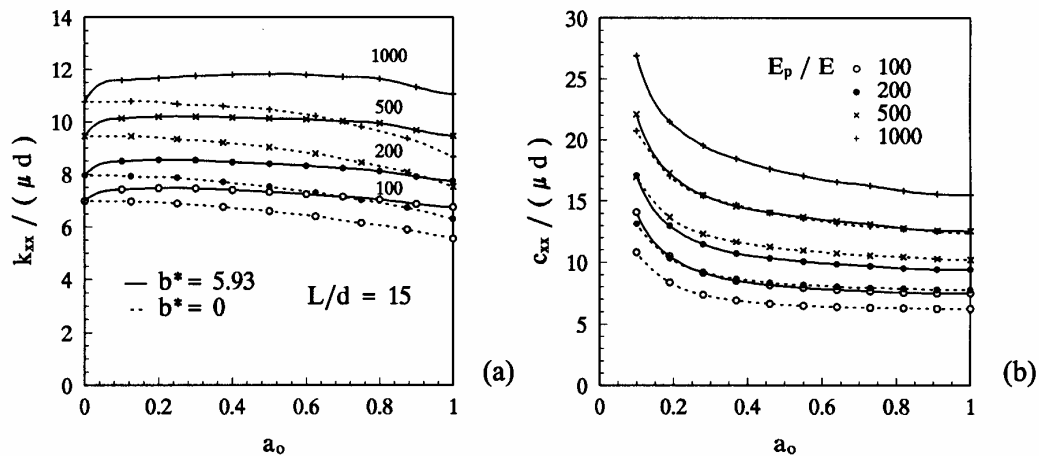 k_xx / ( μ d )
14
12
10
8
6
4
2
0
1000
500
200
100
— b* = 5.93
-- b* = 0
L/d = 15
0 0.2 0.4 0.6 0.8 1
a_o
(a)
c_xx / ( μ d )
30
25
20
15
10
5
0
E_p / E
100
200
500
1000
0 0.2 0.4 0.6 0.8 1
a_o
(b)